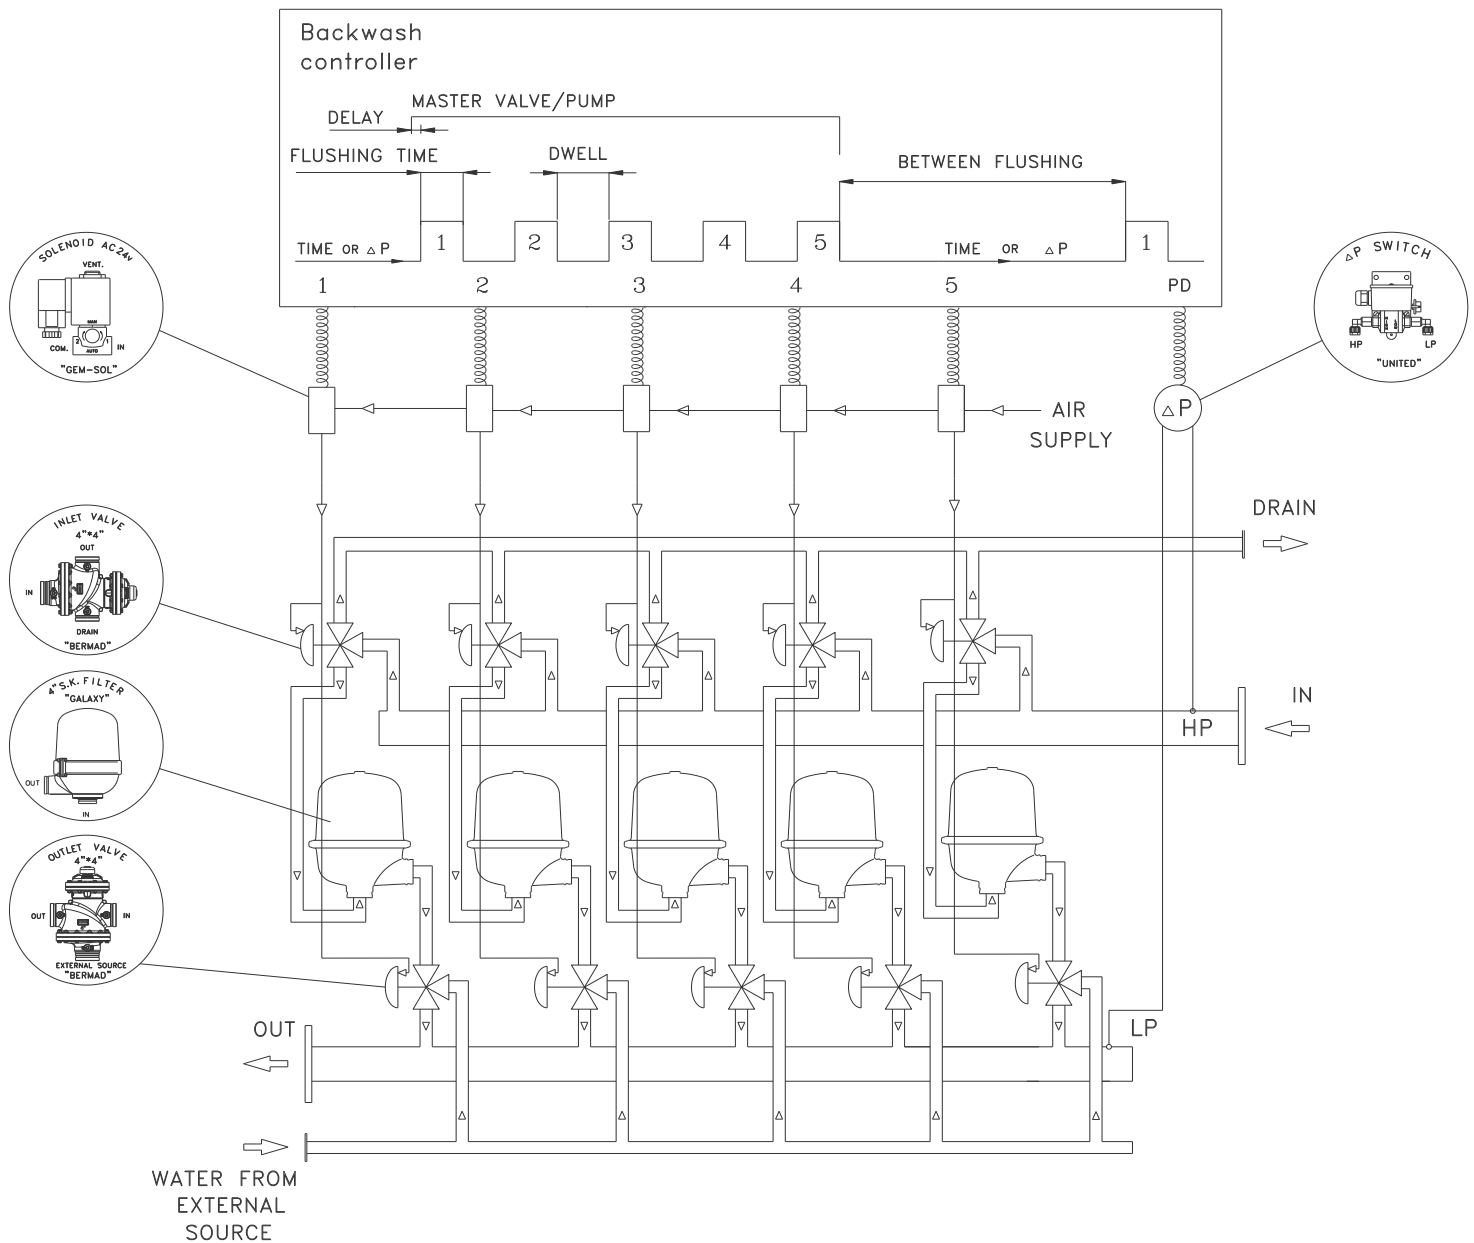 Backwash
controller
MASTER VALVE/PUMP
DELAY
FLUSHING TIME
DWELL
BETWEEN FLUSHING
TIME OR △P
1
2
3
4
5
TIME OR △P
1
1
2
3
4
5
PD
SOLENOID AC24v
VENT.
MAN
2
1
COM.
AUTO
IN
"GEM-SOL"
△P SWITCH
HP
LP
"UNITED"
△P
AIR
SUPPLY
DRAIN
INLET VALVE
4"*4"
OUT
IN
DRAIN
"BERMAD"
IN
HP
4"S.K.FILTER
"GALAXY"
OUT
IN
OUTLET VALVE
4"*4"
OUT
IN
EXTERNAL SOURCE
"BERMAD"
OUT
LP
WATER FROM
EXTERNAL
SOURCE